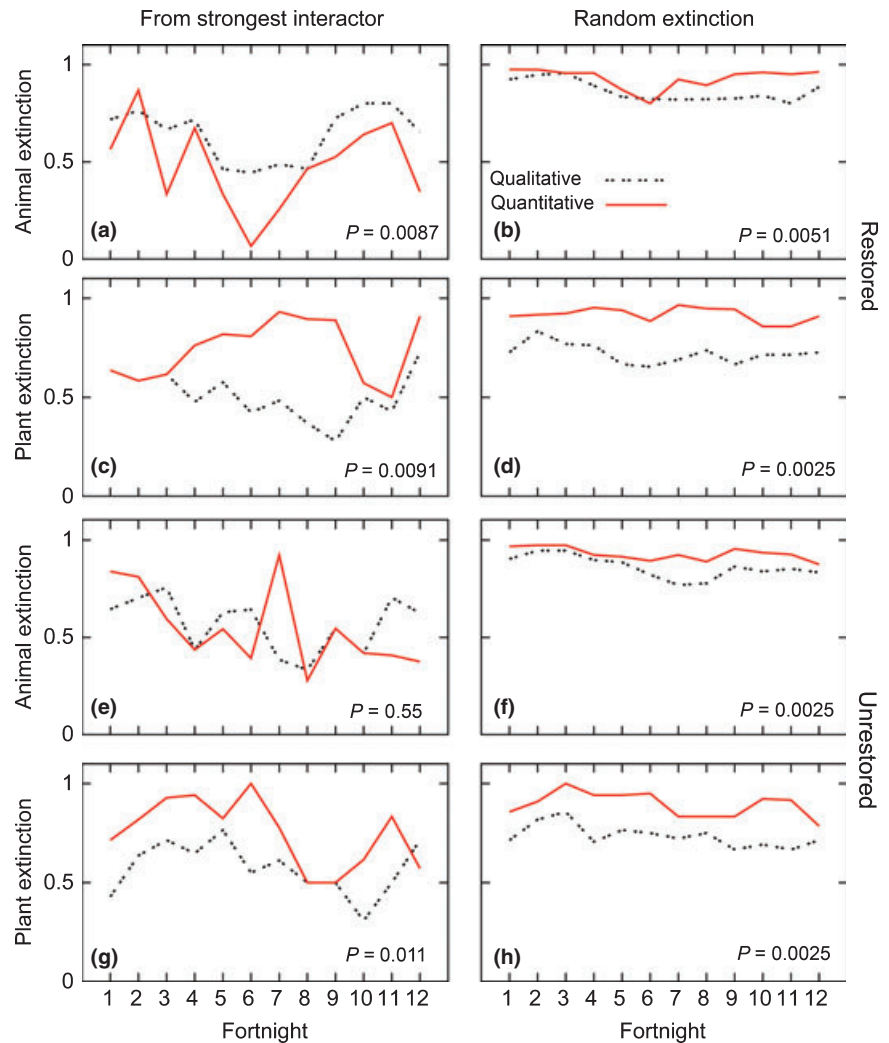 From strongest interactor
Random extinction
Animal extinction
1
0.5
0
(a)
P = 0.0087
Qualitative
Quantitative
(b)
P = 0.0051
Restored
Plant extinction
1
0.5
0
(c)
P = 0.0091
(d)
P = 0.0025
Animal extinction
1
0.5
0
(e)
P = 0.55
(f)
P = 0.0025
Unrestored
Plant extinction
1
0.5
0
(g)
P = 0.011
(h)
P = 0.0025
1 2 3 4 5 6 7 8 9 10 11 12
1 2 3 4 5 6 7 8 9 10 11 12
Fortnight
Fortnight